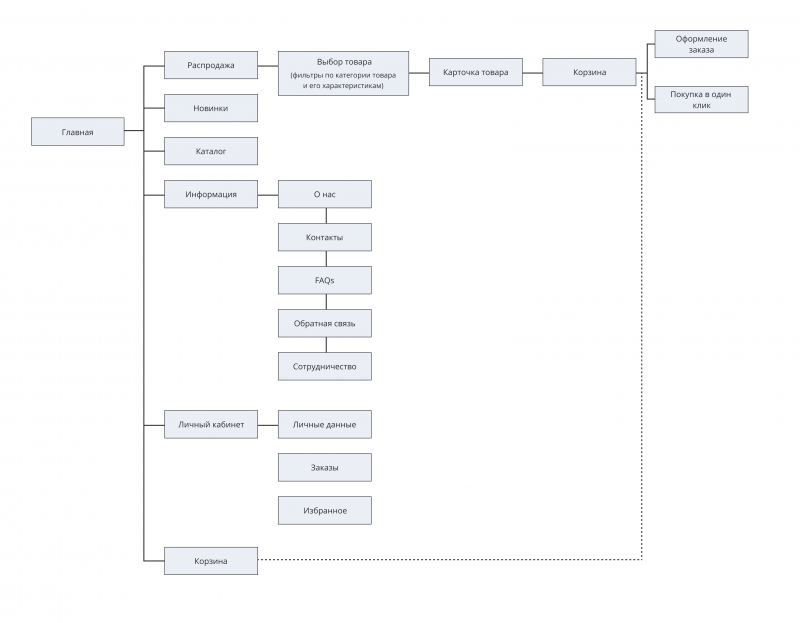 Главная
Распродажа
Выбор товара
(фильтры по категории товара
и его характеристикам)
Карточка товара
Корзина
Оформление
заказа
Покупка в один
клик
Новинки
Каталог
Информация
О нас
Контакты
FAQs
Обратная связь
Сотрудничество
Личный кабинет
Личные данные
Заказы
Избранное
Корзина